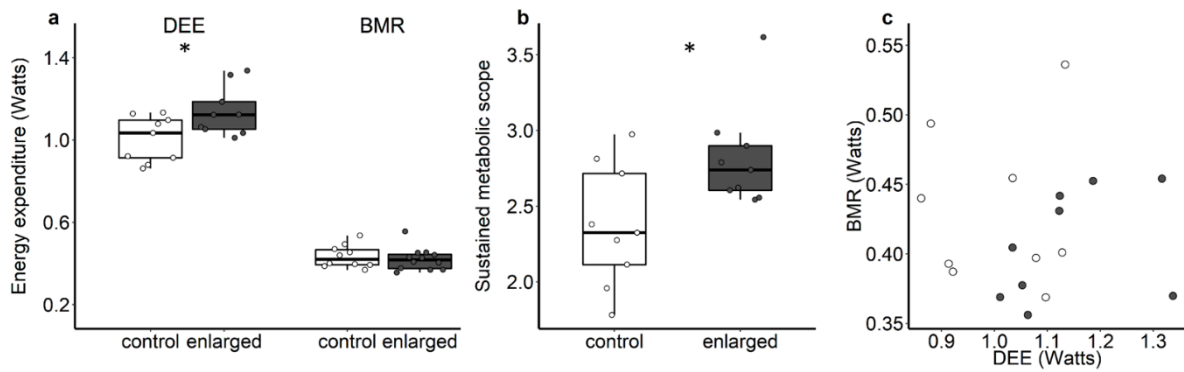 a
DEE
BMR
*
Energy expenditure (Watts)
1.4
1.0
0.6
0.2
control enlarged
control enlarged
b
*
Sustained metabolic scope
3.5
3.0
2.5
2.0
control
enlarged
c
BMR (Watts)
0.55
0.50
0.45
0.40
0.35
0.9
1.0
1.1
1.2
1.3
DEE (Watts)